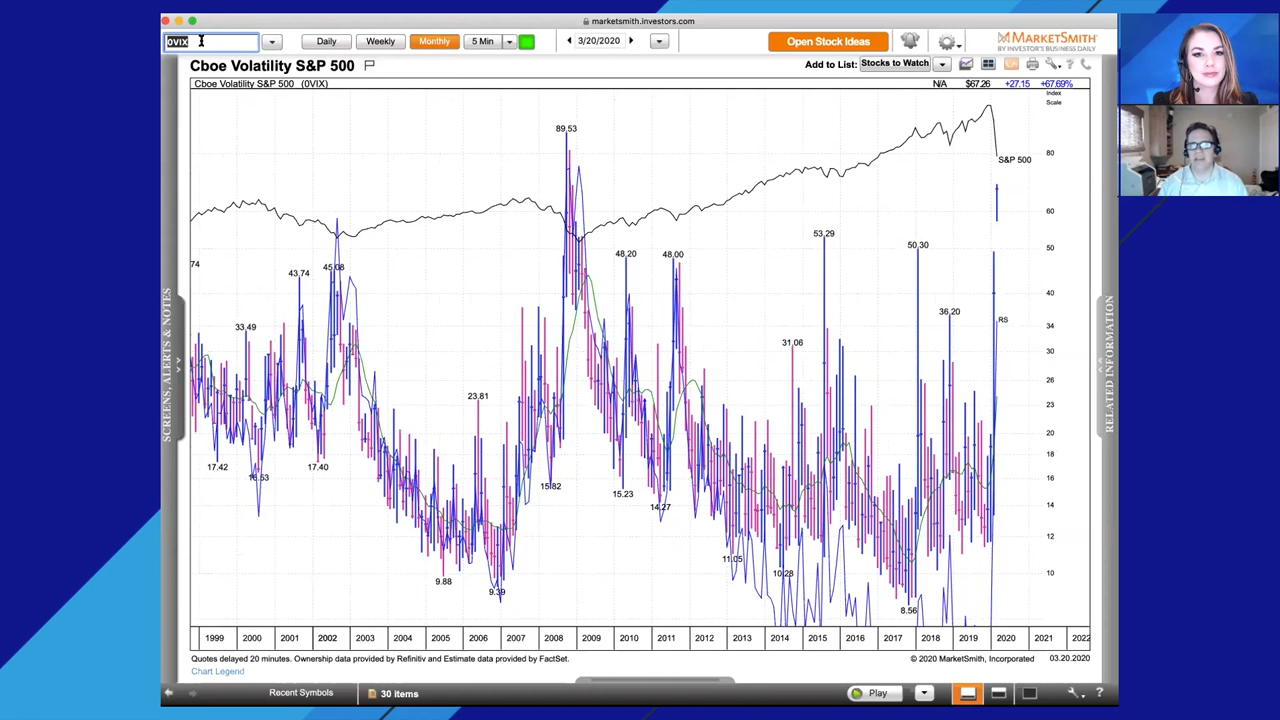 marketsmith.investors.com
0VIX
Daily
Weekly
Monthly
5 Min
3/20/2020
Open Stock Ideas
MARKETSMITH
BY INVESTOR'S BUSINESS DAILY
Cboe Volatility S&P 500
Add to List:
Stocks to Watch
Cboe Volatility S&P 500 (0VIX)
N/A
$67.26
+27.15
+67.69%
Index
Scale
89.53
80
S&P 500
60
53.29
50.30
50
48.20
48.00
74
43.74
45.08
40
36.20
RS
34
33.49
31.06
30
26
23.81
23
20
18
17.42
17.40
16.53
16
15.82
15.23
14.27
14
12
11.05
10.28
10
9.88
9.39
8.56
1999
2000
2001
2002
2003
2004
2005
2006
2007
2008
2009
2010
2011
2012
2013
2014
2015
2016
2017
2018
2019
2020
2021
2022
Quotes delayed 20 minutes. Ownership data provided by Refinitiv and Estimate data provided by FactSet.
© 2020 MarketSmith, Incorporated
03.20.2020
Chart Legend
SCREENS, ALERTS & NOTES
RELATED INFORMATION
Recent Symbols
30 items
Play
?